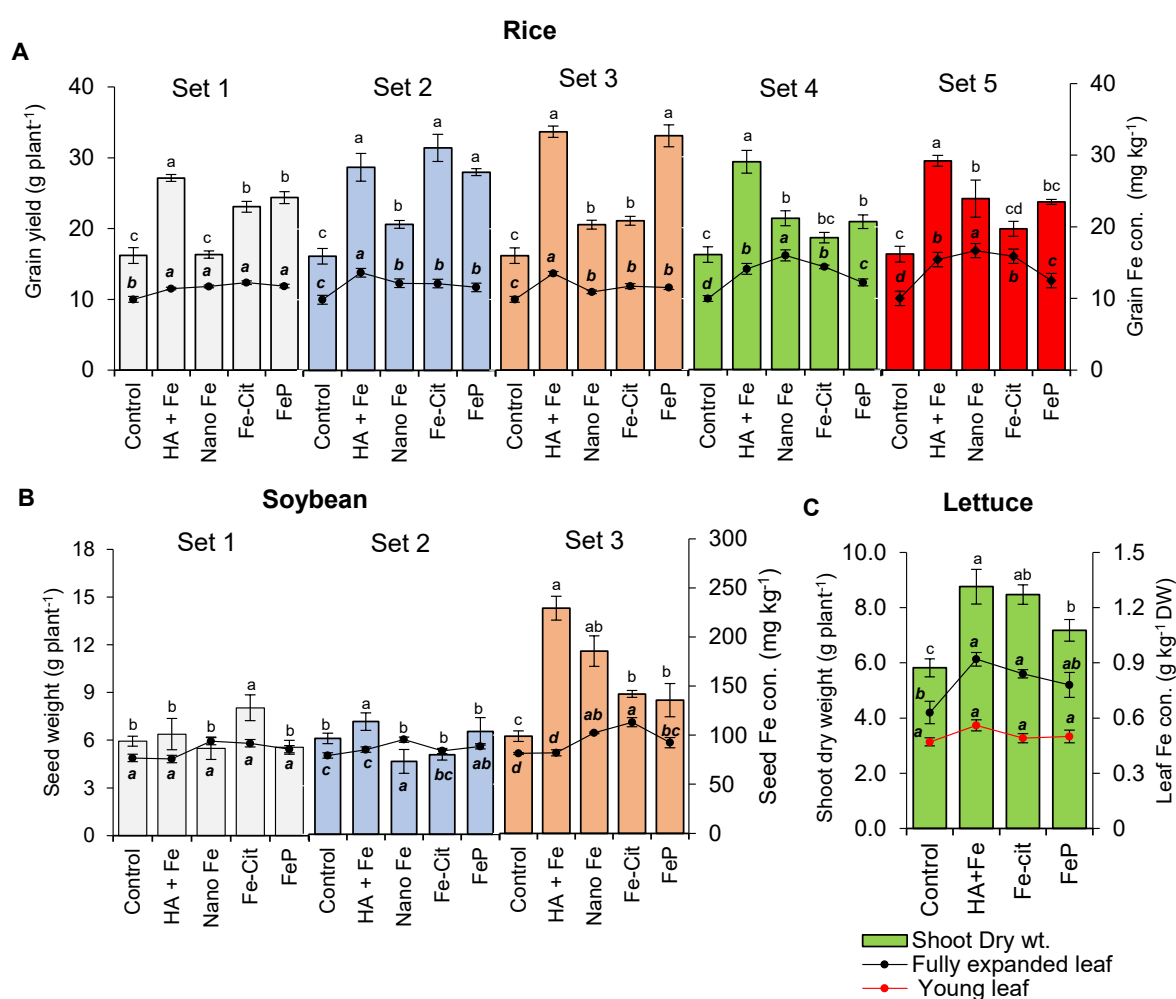 Rice
A
Set 1 Set 2 Set 3 Set 4 Set 5
Grain yield (g plant⁻¹)
40
30
20
10
0
c a c b b
b a a a a
c a b a a
c a b b b
c a b b a
c a b b b
c a b bc b
d b a b c
c a b cd bc
d b a b c
40
30
20
10
0
Grain Fe con. (mg kg⁻¹)
Control HA + Fe Nano Fe Fe-Cit FeP Control HA + Fe Nano Fe Fe-Cit FeP Control HA + Fe Nano Fe Fe-Cit FeP Control HA + Fe Nano Fe Fe-Cit FeP Control HA + Fe Nano Fe Fe-Cit FeP
B
Soybean
Set 1 Set 2 Set 3
Seed weight (g plant⁻¹)
18
15
12
9
6
3
0
b b b a b
a a a a a
b a b b b
c c a bc ab
c a ab b b
d d ab a bc
300
250
200
150
100
50
0
Seed Fe con. (mg kg⁻¹)
Control HA + Fe Nano Fe Fe-Cit FeP Control HA + Fe Nano Fe Fe-Cit FeP Control HA + Fe Nano Fe Fe-Cit FeP
C
Lettuce
Shoot dry weight (g plant⁻¹)
10.0
8.0
6.0
4.0
2.0
0.0
c a ab b
b a a ab
a a a a
1.5
1.2
0.9
0.6
0.3
0
Leaf Fe con. (g kg⁻¹ DW)
Control HA+Fe Fe-cit FeP
Shoot Dry wt.
Fully expanded leaf
Young leaf